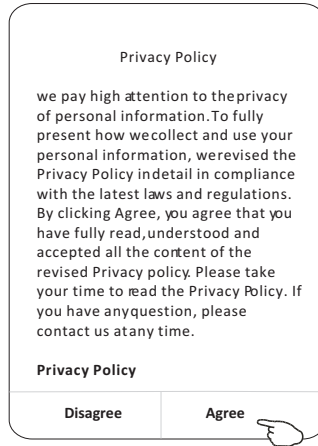 Privacy Policy
we pay high attention to theprivacy
of personal information.To fully
present how wecollect and use your
personal information, werevised the
Privacy Policy indetail in compliance
with the latest laws and regulations.
By clicking Agree, you agree that you
have fully read,understood and
accepted all the content of the
revised Privacy policy. Please take
your time to read the Privacy Policy. If
you have anyquestion, please
contact us atany time.
Privacy Policy
Disagree Agree